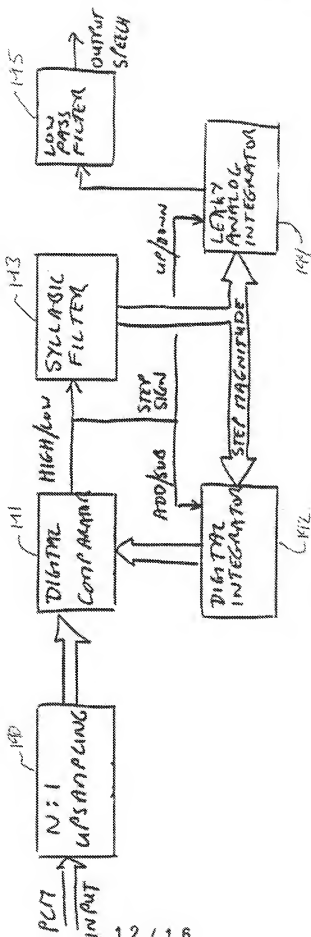 PCM
INPUT
N:1
UPSAMPLING
140
DIGITAL
COMPARATOR
141
HIGH/LOW
SYLLABIC
FILTER
143
LOW
PASS
FILTER
145
OUTPUT
SPEECH
STEP
SIGN
ADD/SUB
UP/DOWN
DIGITAL
INTEGRATOR
142
STEP MAGNITUDE
LEAKY
ANALOG
INTEGRATOR
144
12/16